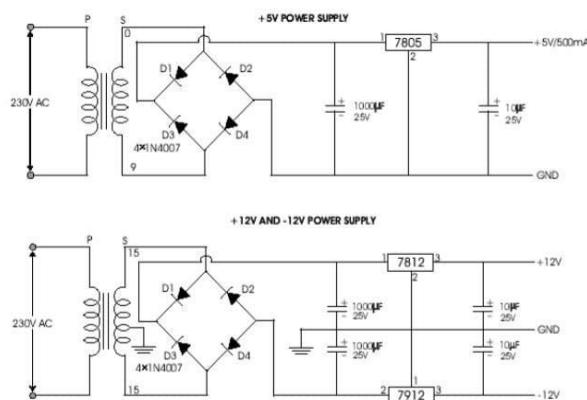 +5V POWER SUPPLY
P S
0
1 7805 3
+5V/500mA
2
D1 D2
230V AC
1000µF
25V
10µF
25V
D3 D4
4×1N4007
9
GND
+12V AND -12V POWER SUPPLY
P S
15
1 7812 3
+12V
2
D1 D2
1000µF
25V
10µF
25V
230V AC
GND
D3 D4
1000µF
25V
10µF
25V
4×1N4007
1
15
2 7912 3
-12V